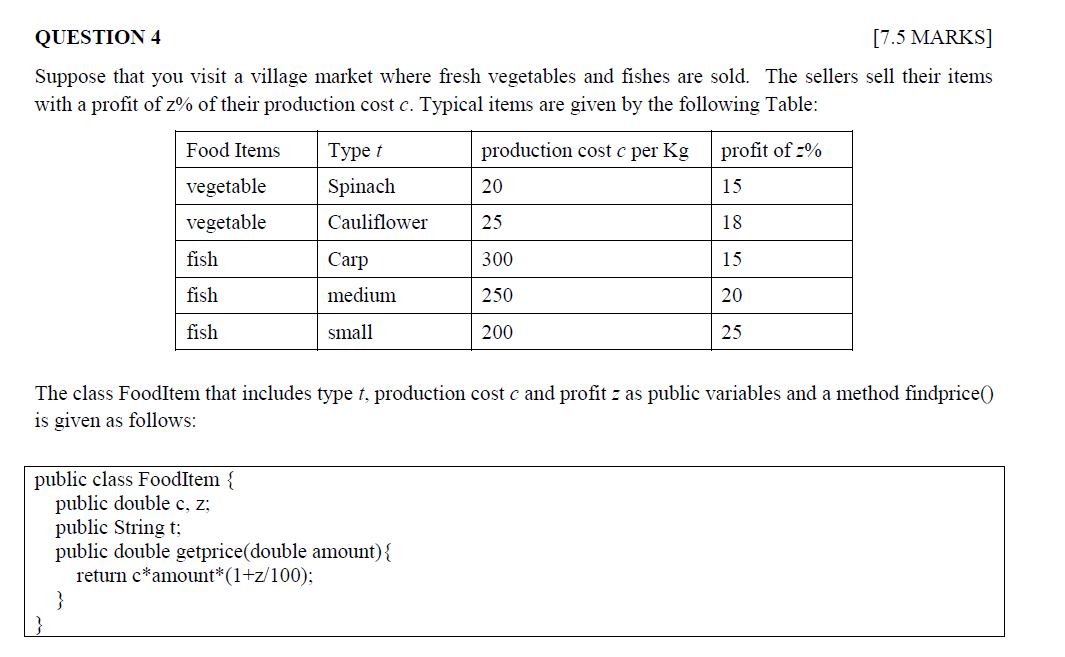 QUESTION 4 [7.5 MARKS]
Suppose that you visit a village market where fresh vegetables and fishes are sold. The sellers sell their items
with a profit of z% of their production cost c. Typical items are given by the following Table:
Food Items Type t production cost c per Kg profit of z%
vegetable Spinach 20 15
vegetable Cauliflower 25 18
fish Carp 300 15
fish medium 250 20
fish small 200 25
The class FoodItem that includes type t, production cost c and profit z as public variables and a method findprice()
is given as follows:
public class FoodItem {
public double c, z;
public String t;
public double getprice(double amount){
return c*amount*(1+z/100);
}
}